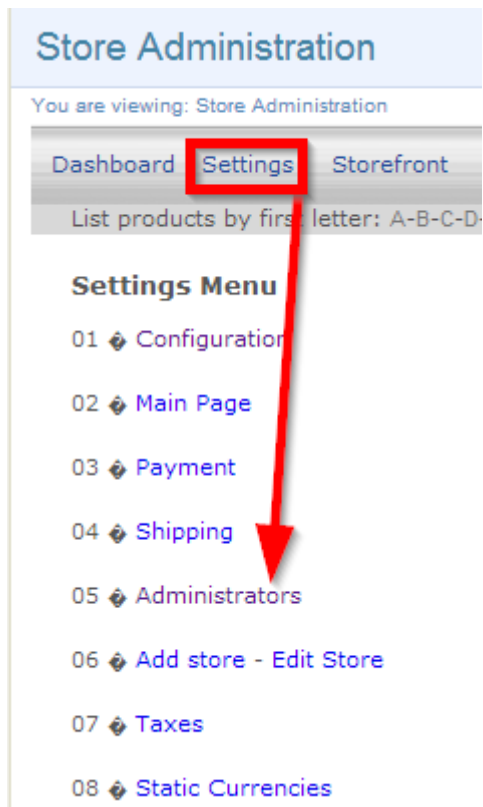 Store Administration
You are viewing: Store Administration
Dashboard Settings Storefront
List products by first letter: A-B-C-D-
Settings Menu
01 � Configuration
02 � Main Page
03 � Payment
04 � Shipping
05 � Administrators
06 � Add store - Edit Store
07 � Taxes
08 � Static Currencies